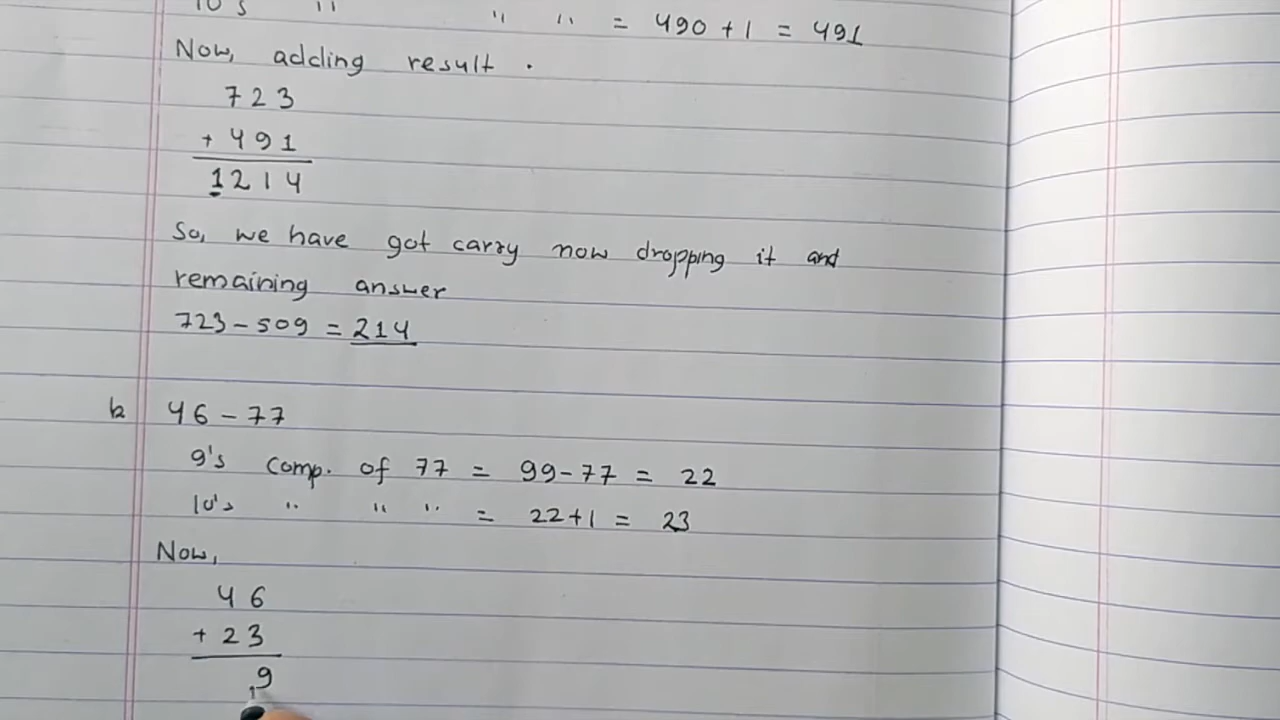 10's " " " = 490 + 1 = 491
Now, adding result .
723
+ 491
1214
So, we have got carry now dropping it and
remaining answer
723 - 509 = 214
b 46 - 77
9's comp. of 77 = 99 - 77 = 22
10's " " " = 22 + 1 = 23
Now,
46
+ 23
9